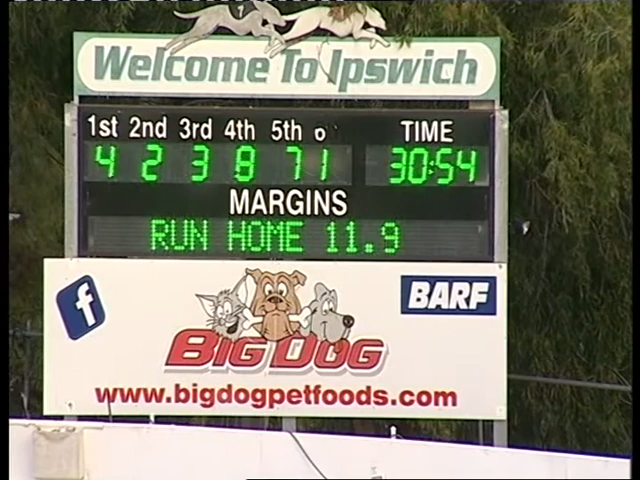 Welcome To Ipswich
1st 2nd 3rd 4th 5th o TIME
4 2 3 8 7 1 30:54
MARGINS
RUN HOME 11.9
f
BARF
BIG DOG
www.bigdogpetfoods.com